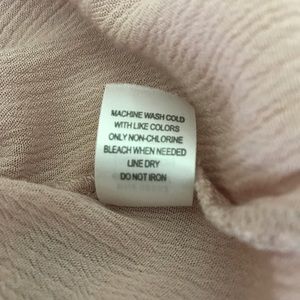 MACHINE WASH COLD
WITH LIKE COLORS
ONLY NON-CHLORINE
BLEACH WHEN NEEDED
LINE DRY
DO NOT IRON